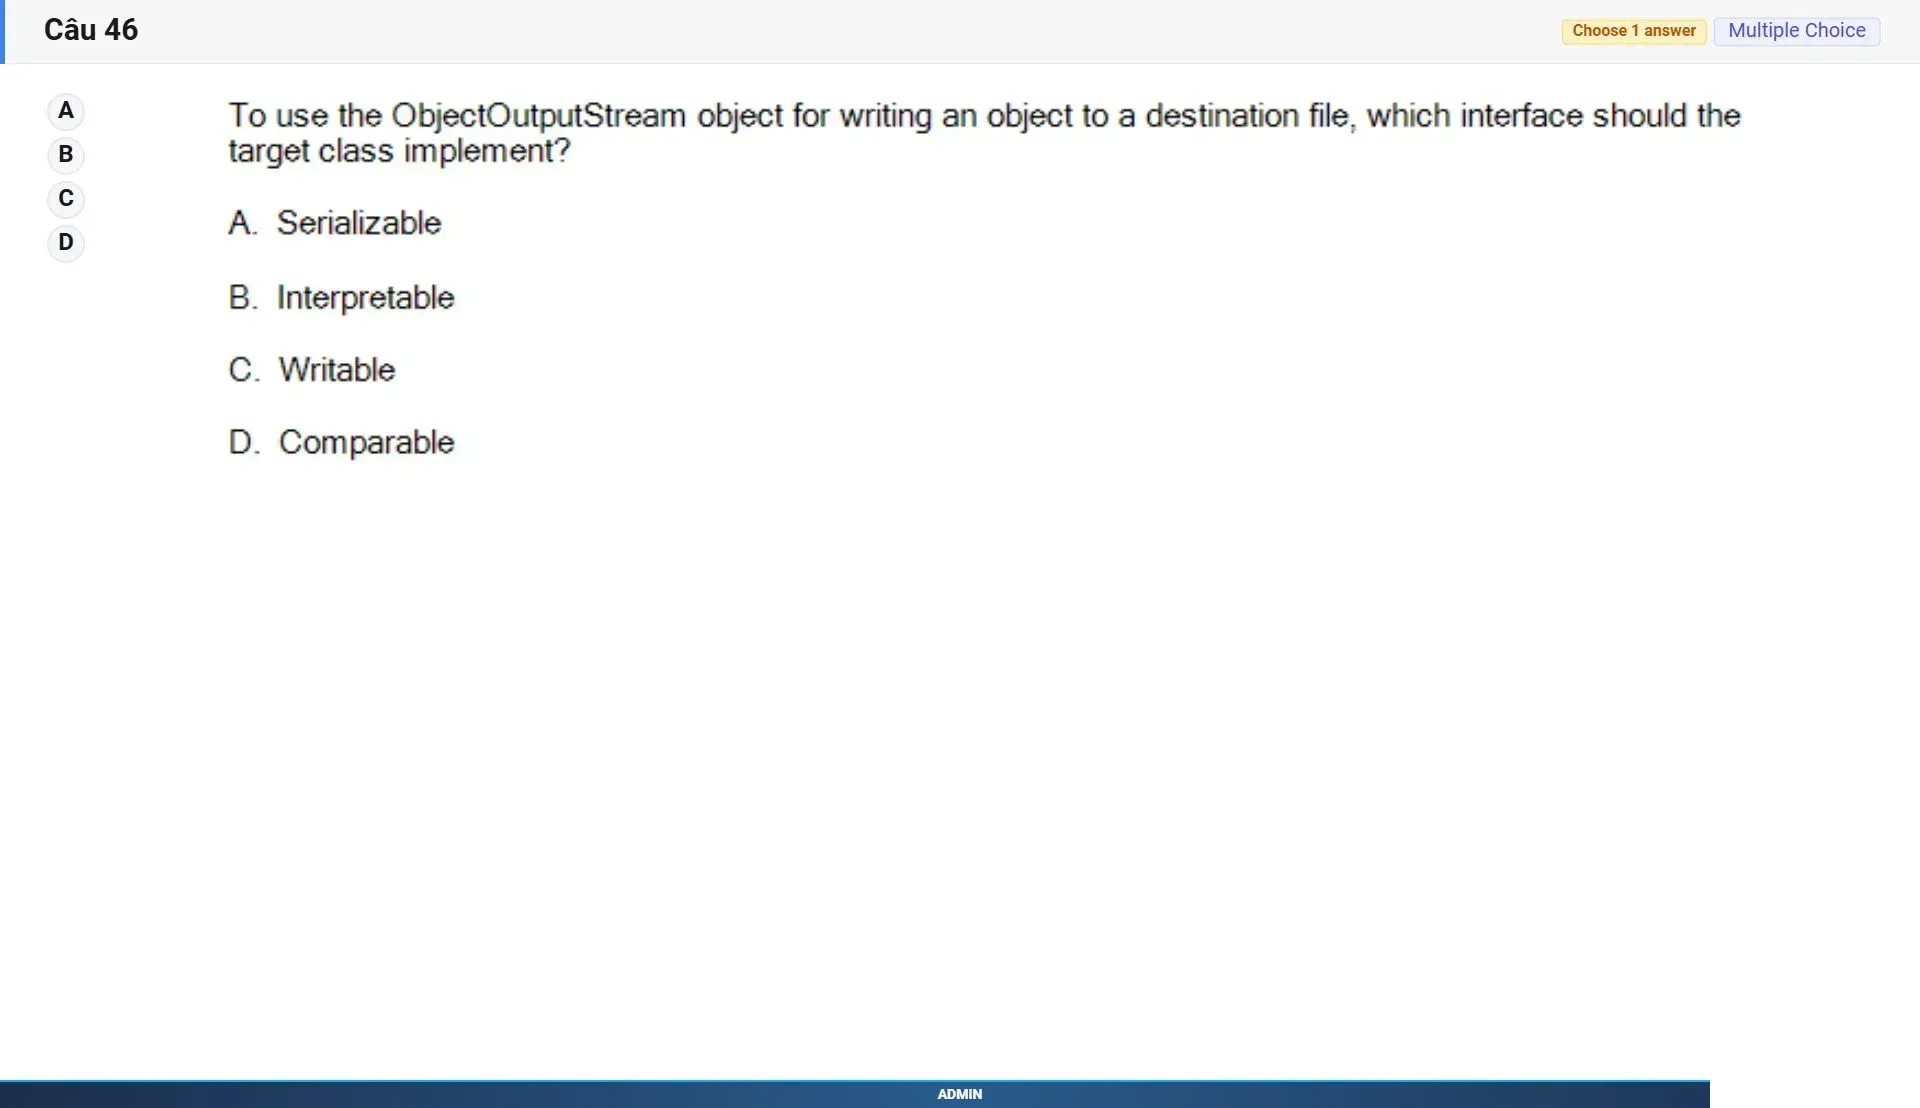 Câu 46
Choose 1 answer
Multiple Choice
A
B
C
D
To use the ObjectOutputStream object for writing an object to a destination file, which interface should the
target class implement?
A. Serializable
B. Interpretable
C. Writable
D. Comparable
ADMIN